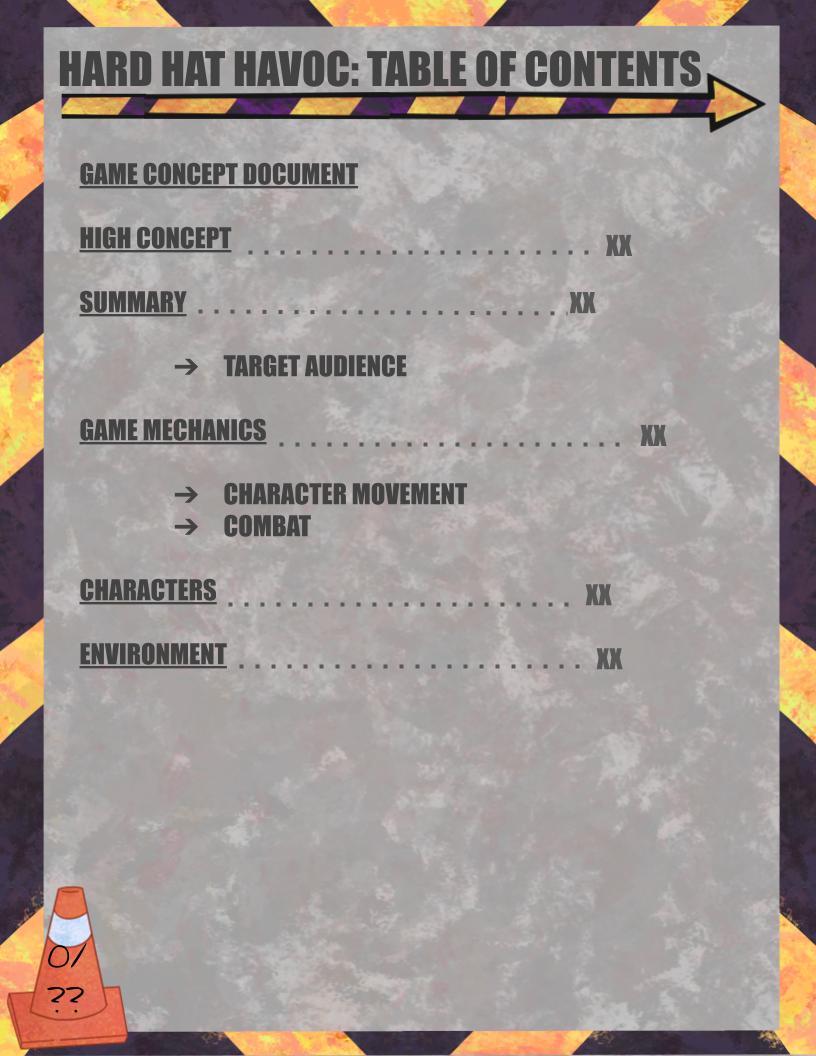 HARD HAT HAVOC: TABLE OF CONTENTS
GAME CONCEPT DOCUMENT
HIGH CONCEPT . . . . . . . . . . . . . . . . . . . . . . . XX
SUMMARY . . . . . . . . . . . . . . . . . . . . . . . . XX
➔ TARGET AUDIENCE
GAME MECHANICS . . . . . . . . . . . . . . . . . . . . . . . XX
➔ CHARACTER MOVEMENT
➔ COMBAT
CHARACTERS . . . . . . . . . . . . . . . . . . . . . . . XX
ENVIRONMENT . . . . . . . . . . . . . . . . . . . . . . . XX
0/
??